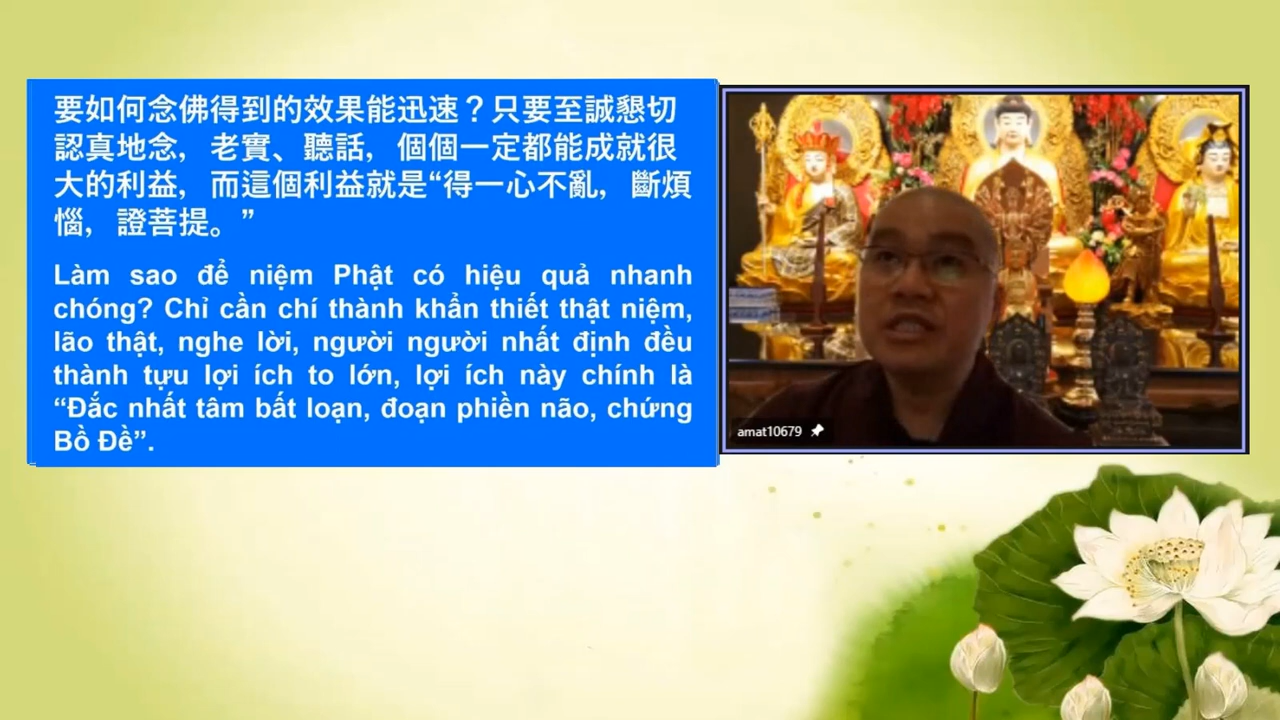 要如何念佛得到的效果能迅速？只要至誠懇切
認真地念，老實、聽話，個個一定都能成就很
大的利益，而這個利益就是“得一心不亂，斷煩
惱，證菩提。”
Làm sao để niệm Phật có hiệu quả nhanh
chóng? Chỉ cần chí thành khẩn thiết thật niệm,
lão thật, nghe lời, người người nhất định đều
thành tựu lợi ích to lớn, lợi ích này chính là
“Đắc nhất tâm bất loạn, đoạn phiền não, chứng
Bồ Đề”.
amat10679